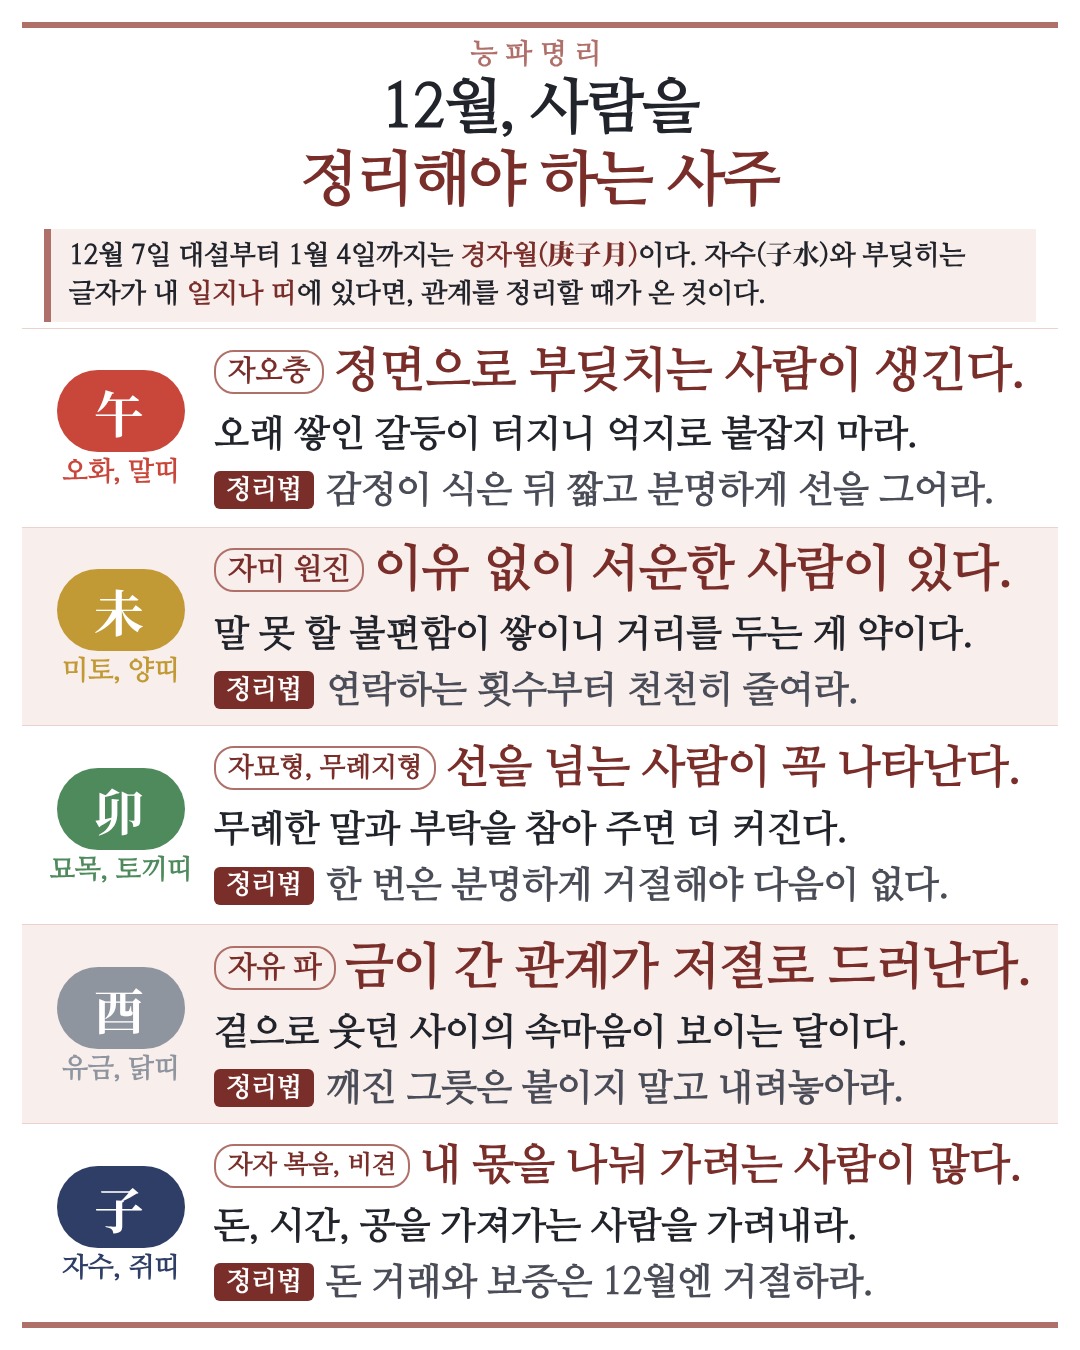 능파명리
12월, 사람을
정리해야 하는 사주
12월 7일 대설부터 1월 4일까지는 경자월(庚子月)이다. 자수(子水)와 부딪히는
글자가 내 일지나 띠에 있다면, 관계를 정리할 때가 온 것이다.
午
오화, 말띠
자오충 정면으로 부딪치는 사람이 생긴다.
오래 쌓인 갈등이 터지니 억지로 붙잡지 마라.
정리법 감정이 식은 뒤 짧고 분명하게 선을 그어라.
未
미토, 양띠
자미 원진 이유 없이 서운한 사람이 있다.
말 못 할 불편함이 쌓이니 거리를 두는 게 약이다.
정리법 연락하는 횟수부터 천천히 줄여라.
卯
묘목, 토끼띠
자묘형, 무례지형 선을 넘는 사람이 꼭 나타난다.
무례한 말과 부탁을 참아 주면 더 커진다.
정리법 한 번은 분명하게 거절해야 다음이 없다.
酉
유금, 닭띠
자유 파 금이 간 관계가 저절로 드러난다.
겉으로 웃던 사이의 속마음이 보이는 달이다.
정리법 깨진 그릇은 붙이지 말고 내려놓아라.
子
자수, 쥐띠
자자 복음, 비견 내 몫을 나눠 가려는 사람이 많다.
돈, 시간, 공을 가져가는 사람을 가려내라.
정리법 돈 거래와 보증은 12월엔 거절하라.